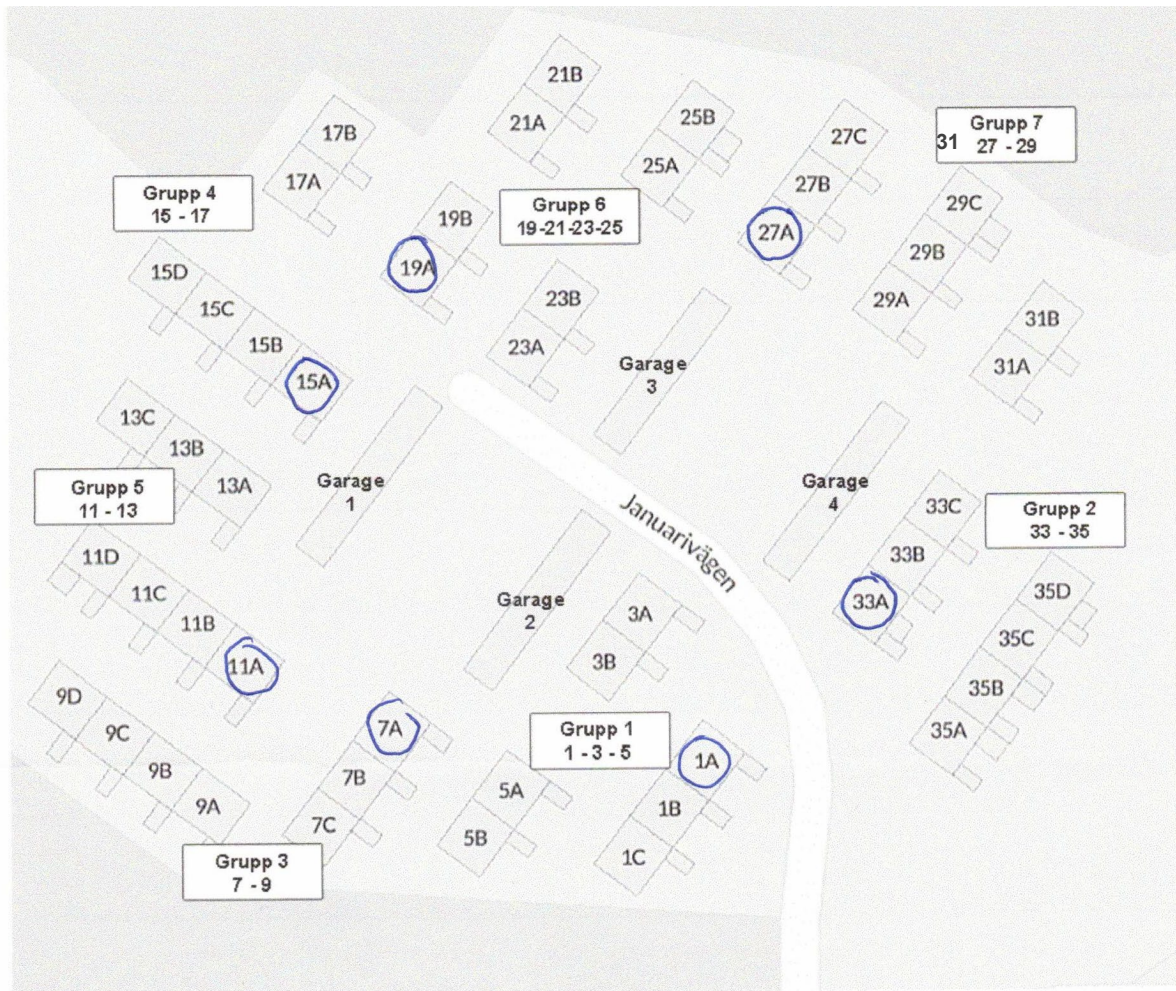 21B
21A
25B
25A
17B
17A
27C
27B
27A
Grupp 7
31 27 - 29
Grupp 4
15 - 17
19B
19A
Grupp 6
19-21-23-25
29C
29B
29A
15D
15C
15B
15A
23B
23A
31B
31A
Garage
3
13C
13B
13A
Grupp 5
11 - 13
Garage
1
Januarivägen
Garage
4
33C
33B
33A
Grupp 2
33 - 35
11D
11C
11B
11A
Garage
2
3A
3B
35D
35C
35B
35A
9D
9C
9B
9A
7A
7B
7C
Grupp 1
1 - 3 - 5
5A
5B
1A
1B
1C
Grupp 3
7 - 9